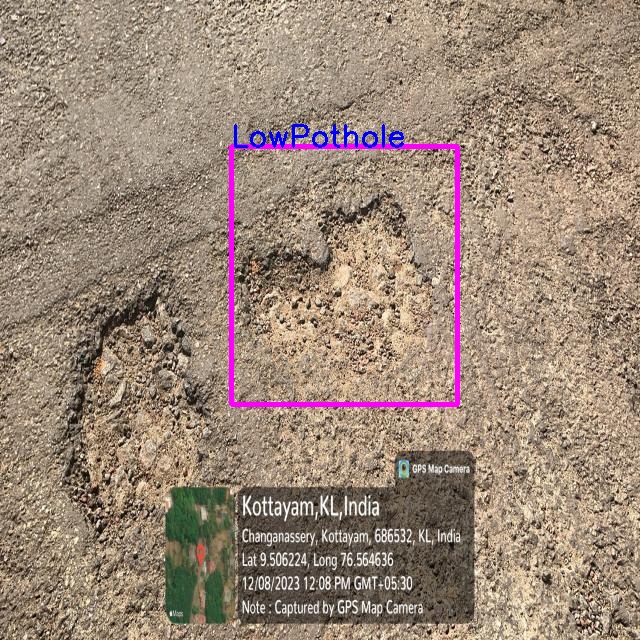 LowPothole
GPS Map Camera
Kottayam,KL,India
Changanassery, Kottayam, 686532, KL, India
Lat 9.506224, Long 76.564636
12/08/2023 12:08 PM GMT+05:30
Note : Captured by GPS Map Camera
Maps